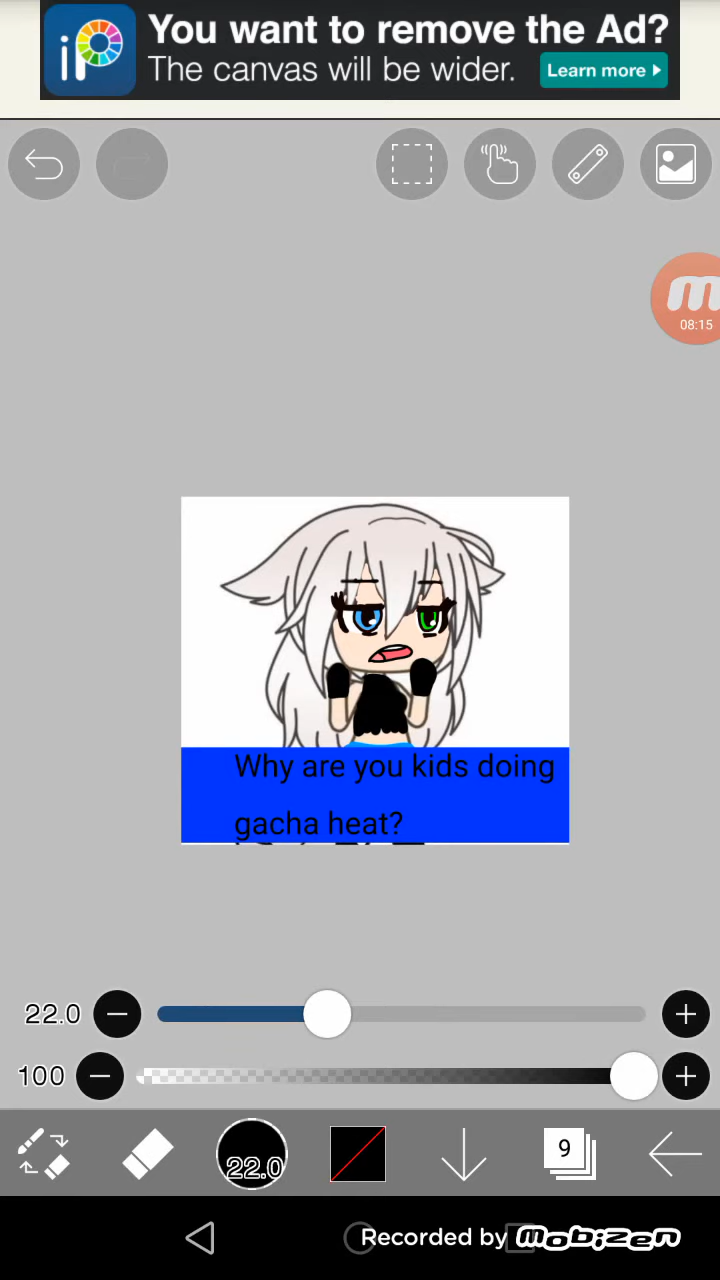 You want to remove the Ad?
The canvas will be wider.
Learn more
08:15
Why are you kids doing
gacha heat?
22.0
100
22.0
9
Recorded by Mobizen